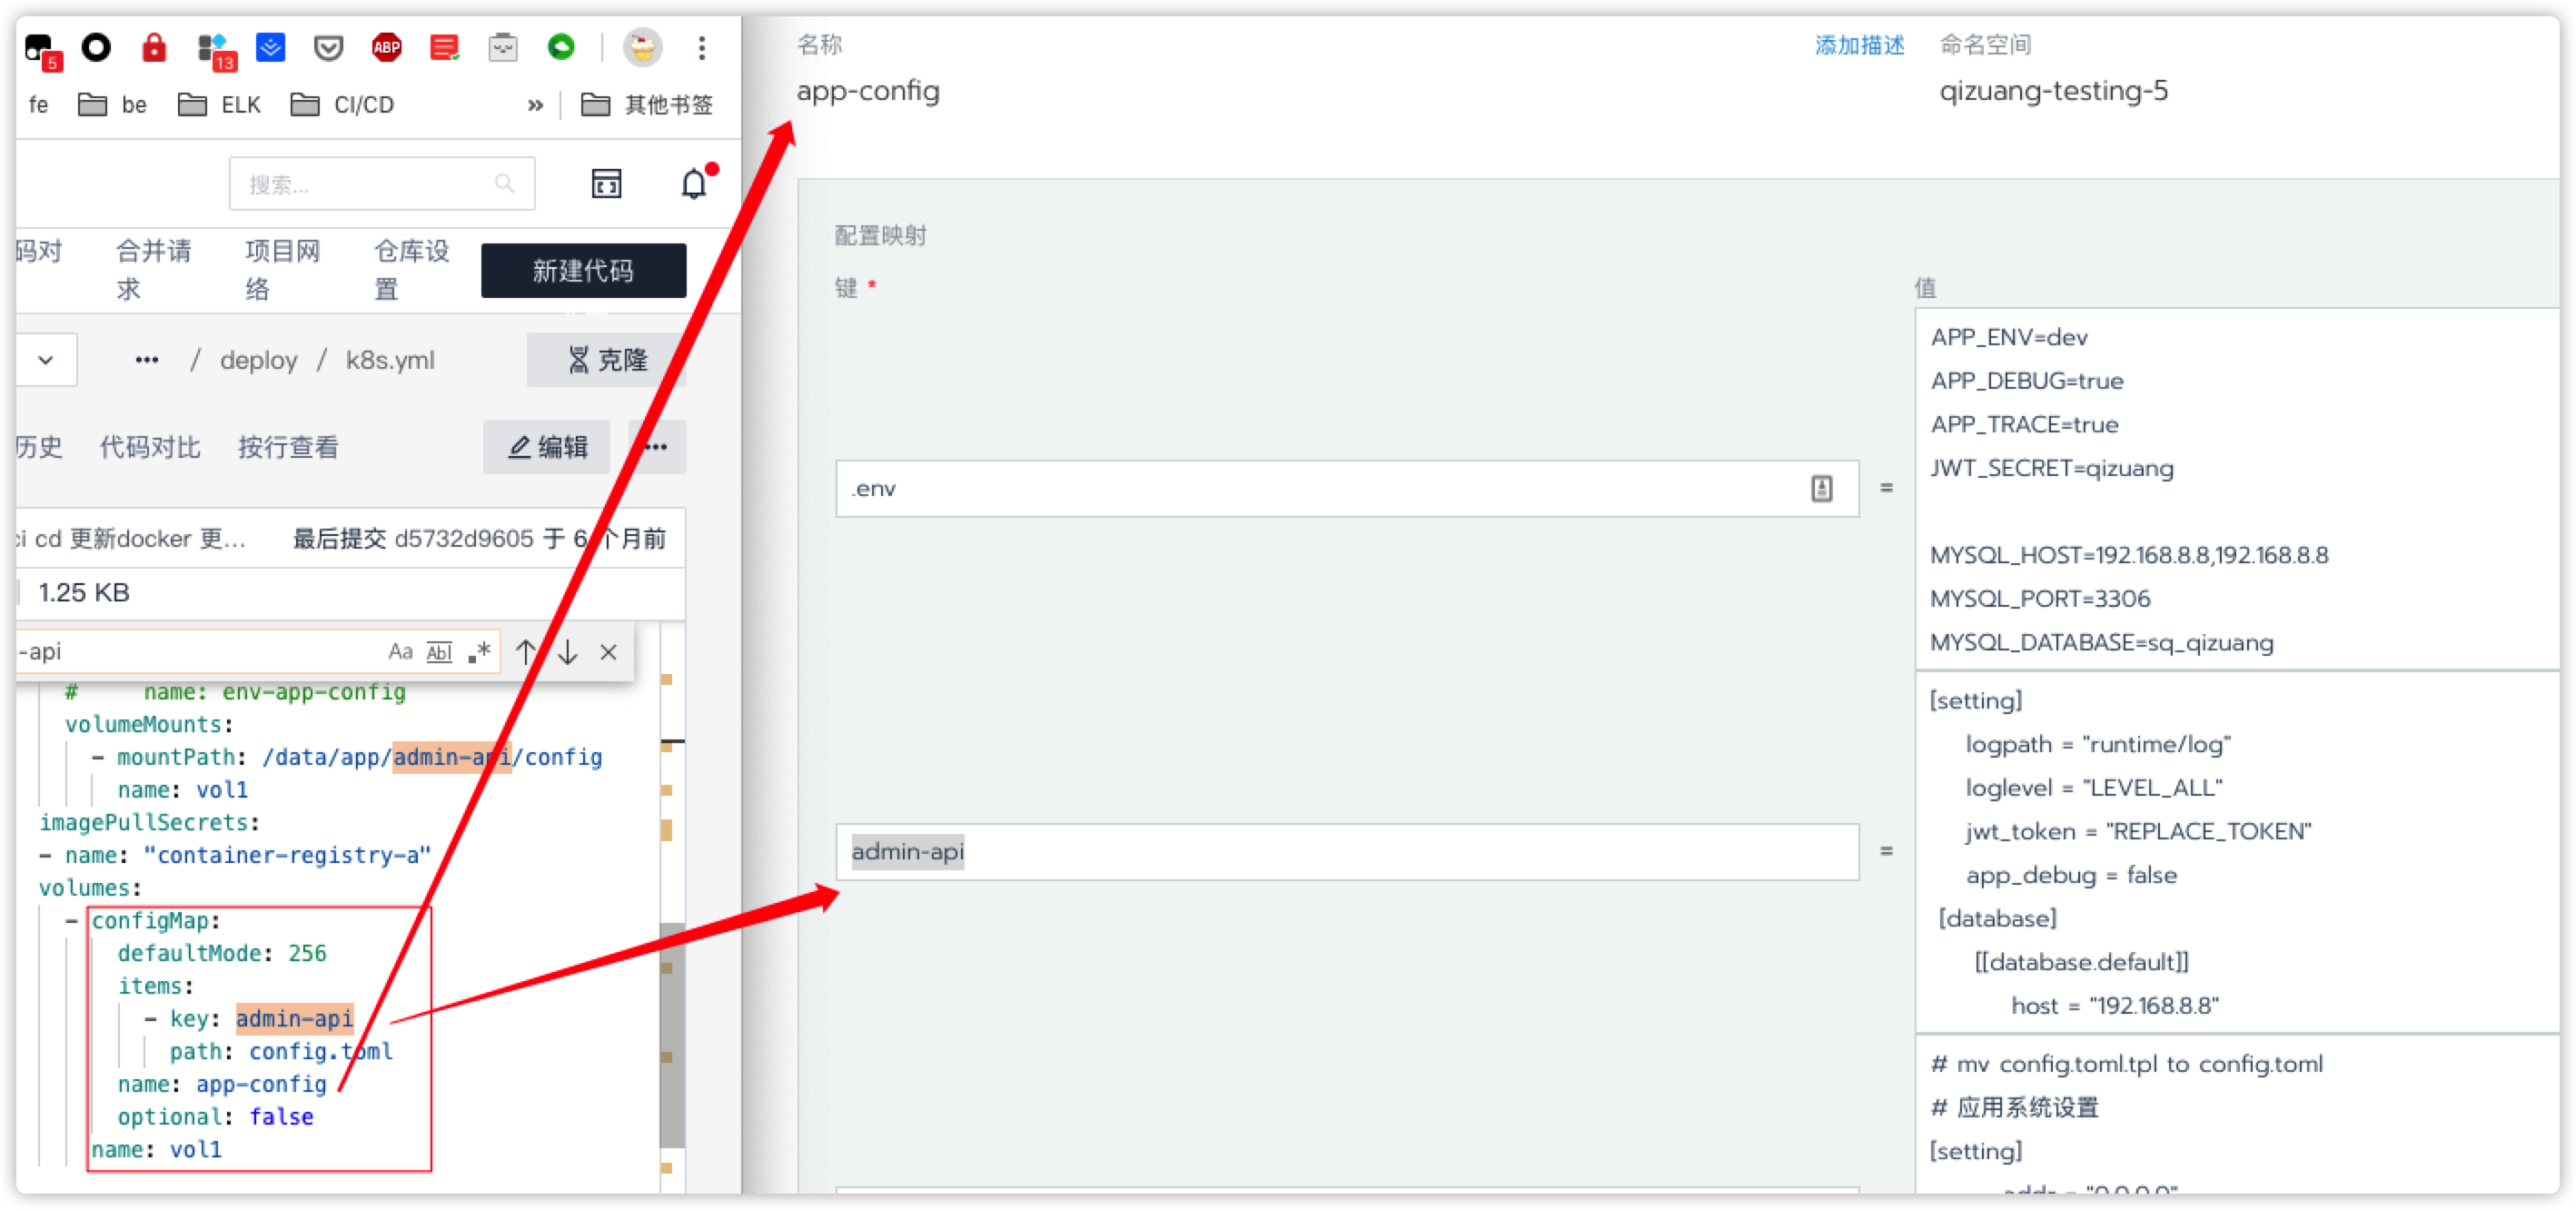 5
13
ABP
fe be ELK CI/CD » 其他书签
搜索...
码对
合并请求
项目网络
仓库设置
新建代码
... / deploy / k8s.yml
克隆
历史 代码对比 按行查看 编辑 ...
ci cd 更新docker 更... 最后提交 d5732d9605 于 6 个月前
1.25 KB
-api Aa Abl .*
# name: env-app-config
volumeMounts:
- mountPath: /data/app/admin-api/config
name: vol1
imagePullSecrets:
- name: "container-registry-a"
volumes:
- configMap:
defaultMode: 256
items:
- key: admin-api
path: config.toml
name: app-config
optional: false
name: vol1
名称 添加描述 命名空间
app-config qizuang-testing-5
配置映射
键 * 值
.env =
APP_ENV=dev
APP_DEBUG=true
APP_TRACE=true
JWT_SECRET=qizuang
MYSQL_HOST=192.168.8.8,192.168.8.8
MYSQL_PORT=3306
MYSQL_DATABASE=sq_qizuang
admin-api =
[setting]
logpath = "runtime/log"
loglevel = "LEVEL_ALL"
jwt_token = "REPLACE_TOKEN"
app_debug = false
[database]
[[database.default]]
host = "192.168.8.8"
# mv config.toml.tpl to config.toml
# 应用系统设置
[setting]